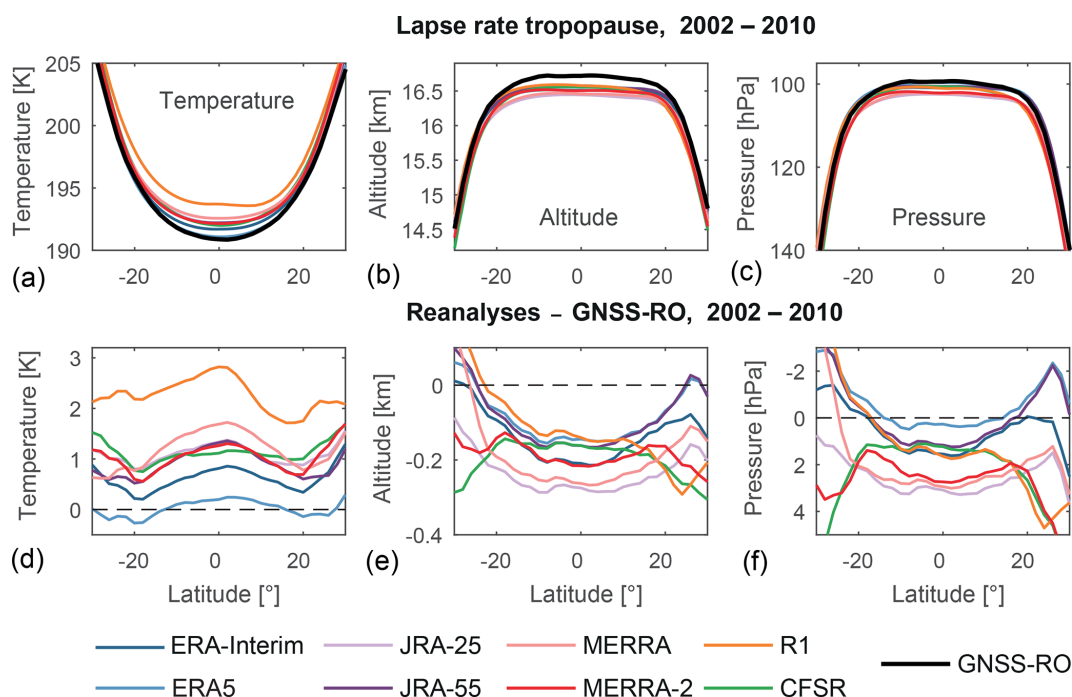 Lapse rate tropopause, 2002 – 2010
Temperature [K]
205
200
195
190
Temperature
-20
0
20
(a)
Altitude [km]
16.5
16
15.5
15
14.5
Altitude
-20
0
20
(b)
Pressure [hPa]
100
120
140
Pressure
-20
0
20
(c)
Reanalyses – GNSS-RO, 2002 – 2010
Temperature [K]
3
2
1
0
-20
0
20
Latitude [°]
(d)
Altitude [km]
0
-0.2
-0.4
-20
0
20
Latitude [°]
(e)
Pressure [hPa]
-2
0
2
4
-20
0
20
Latitude [°]
(f)
ERA-Interim
JRA-25
MERRA
R1
GNSS-RO
ERA5
JRA-55
MERRA-2
CFSR